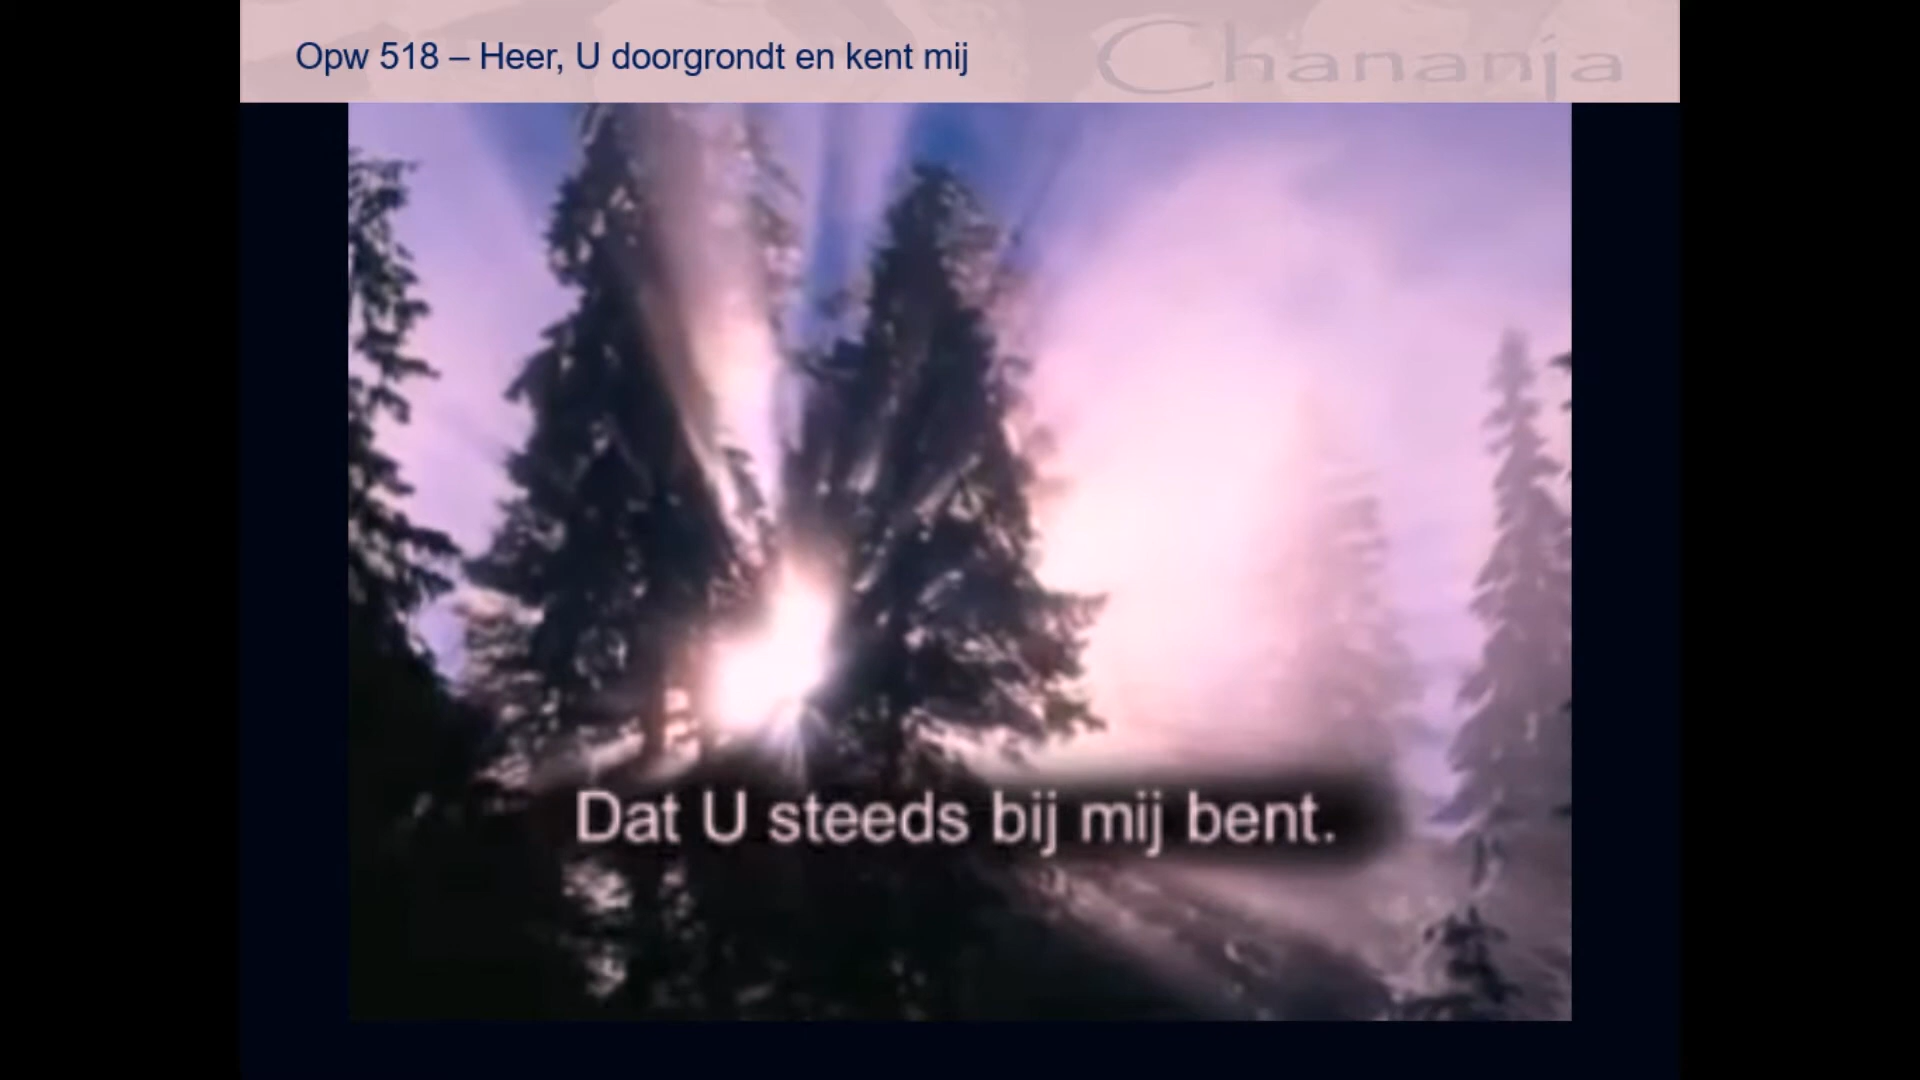 Opw 518 – Heer, U doorgrondt en kent mij
Chananja
Dat U steeds bij mij bent.